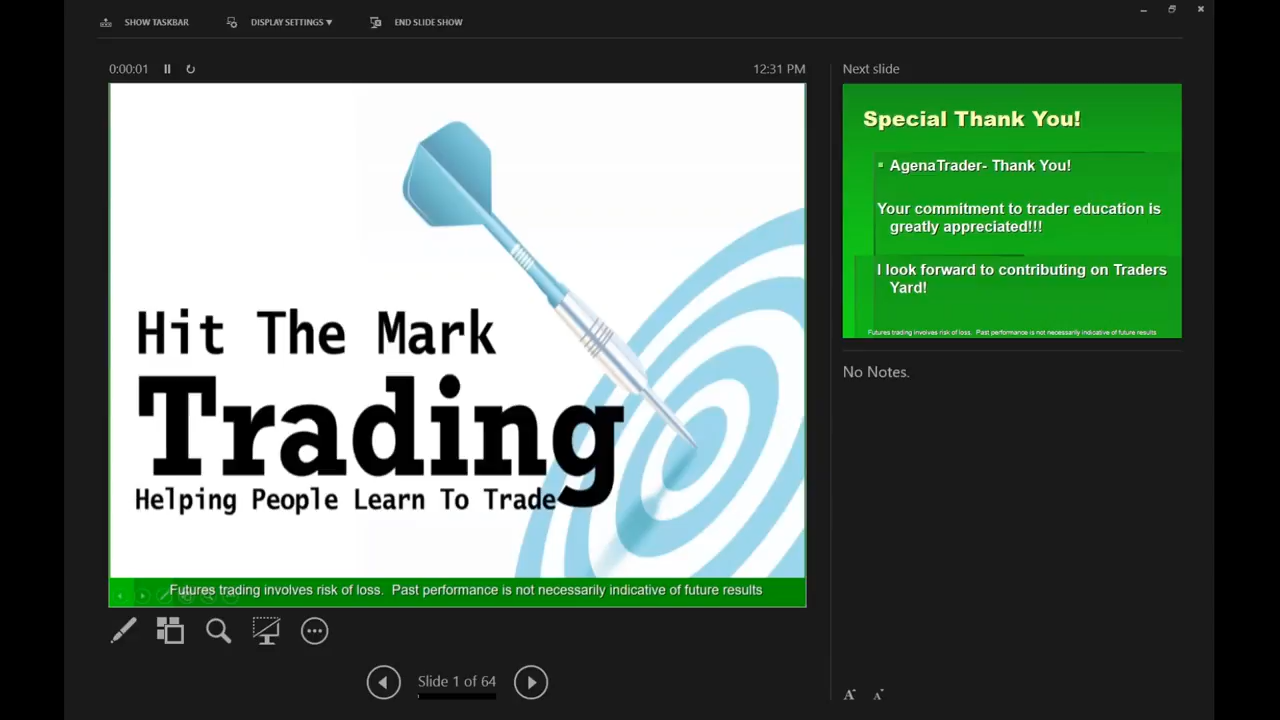 SHOW TASKBAR DISPLAY SETTINGS ▼ END SLIDE SHOW
0:00:01 12:31 PM
Hit The Mark
Trading
Helping People Learn To Trade
Futures trading involves risk of loss. Past performance is not necessarily indicative of future results
Slide 1 of 64
Next slide
Special Thank You!
▪ AgenaTrader- Thank You!
Your commitment to trader education is
greatly appreciated!!!
I look forward to contributing on Traders
Yard!
Futures trading involves risk of loss. Past performance is not necessarily indicative of future results
No Notes.
A A